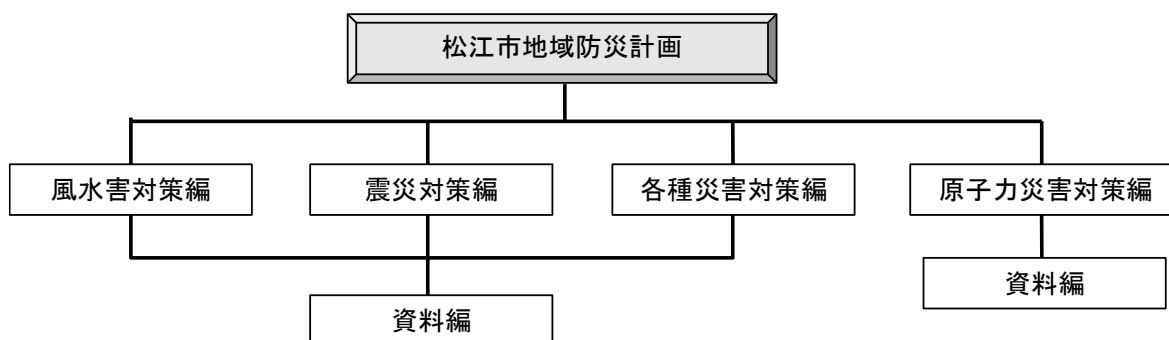 松江市地域防災計画
風水害対策編
震災対策編
各種災害対策編
原子力災害対策編
資料編
資料編